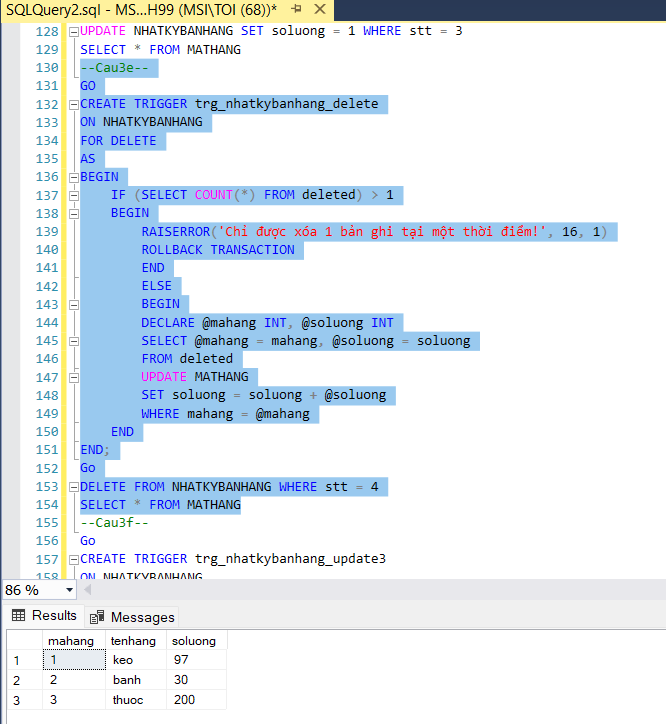 SQLQuery2.sql - MS...H99 (MSI\TOI (68))*
128 UPDATE NHATKYBANHANG SET soluong = 1 WHERE stt = 3
129 SELECT * FROM MATHANG
130 --Cau3e--
131 GO
132 CREATE TRIGGER trg_nhatkybanhang_delete
133 ON NHATKYBANHANG
134 FOR DELETE
135 AS
136 BEGIN
137 IF (SELECT COUNT(*) FROM deleted) > 1
138 BEGIN
139 RAISERROR('Chỉ được xóa 1 bản ghi tại một thời điểm!', 16, 1)
140 ROLLBACK TRANSACTION
141 END
142 ELSE
143 BEGIN
144 DECLARE @mahang INT, @soluong INT
145 SELECT @mahang = mahang, @soluong = soluong
146 FROM deleted
147 UPDATE MATHANG
148 SET soluong = soluong + @soluong
149 WHERE mahang = @mahang
150 END
151 END;
152 Go
153 DELETE FROM NHATKYBANHANG WHERE stt = 4
154 SELECT * FROM MATHANG
155 --Cau3f--
156 Go
157 CREATE TRIGGER trg_nhatkybanhang_update3
158 ON NHATKYBANHANG
86 %
Results Messages
mahang tenhang soluong
1 1 keo 97
2 2 banh 30
3 3 thuoc 200